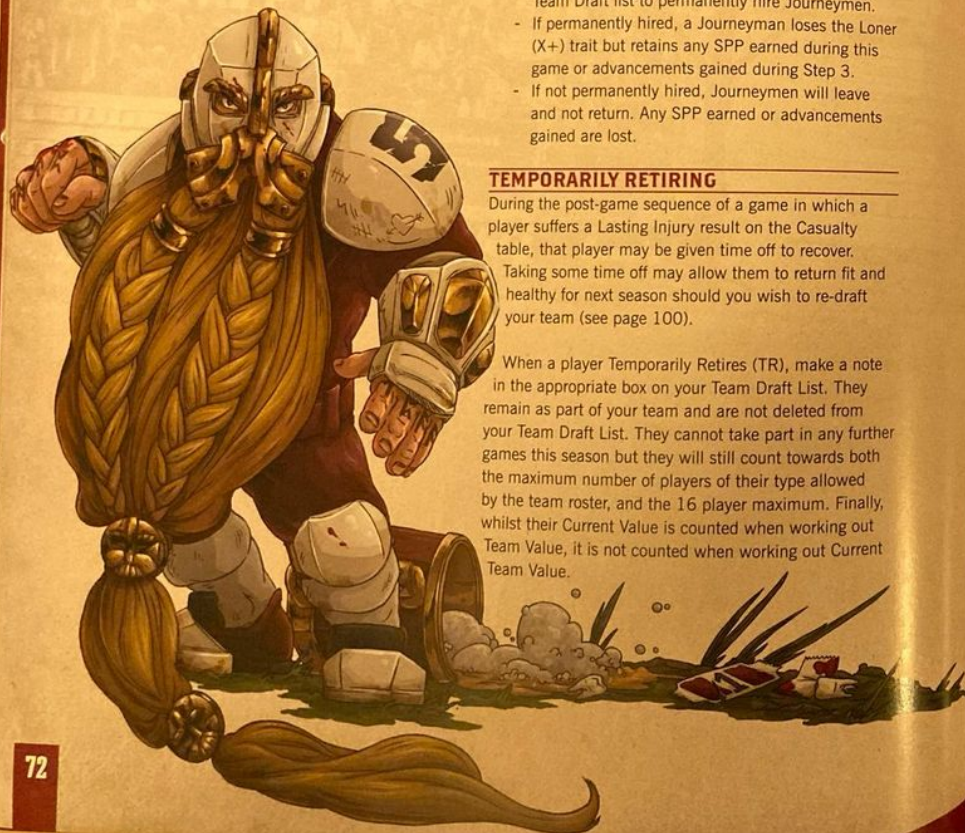 Team Draft list to permanently hire Journeymen.
- If permanently hired, a Journeyman loses the Loner
(X+) trait but retains any SPP earned during this
game or advancements gained during Step 3.
- If not permanently hired, Journeymen will leave
and not return. Any SPP earned or advancements
gained are lost.
TEMPORARILY RETIRING
During the post-game sequence of a game in which a
player suffers a Lasting Injury result on the Casualty
table, that player may be given time off to recover.
Taking some time off may allow them to return fit and
healthy for next season should you wish to re-draft
your team (see page 100).
When a player Temporarily Retires (TR), make a note
in the appropriate box on your Team Draft List. They
remain as part of your team and are not deleted from
your Team Draft List. They cannot take part in any further
games this season but they will still count towards both
the maximum number of players of their type allowed
by the team roster, and the 16 player maximum. Finally,
whilst their Current Value is counted when working out
Team Value, it is not counted when working out Current
Team Value.
5
72